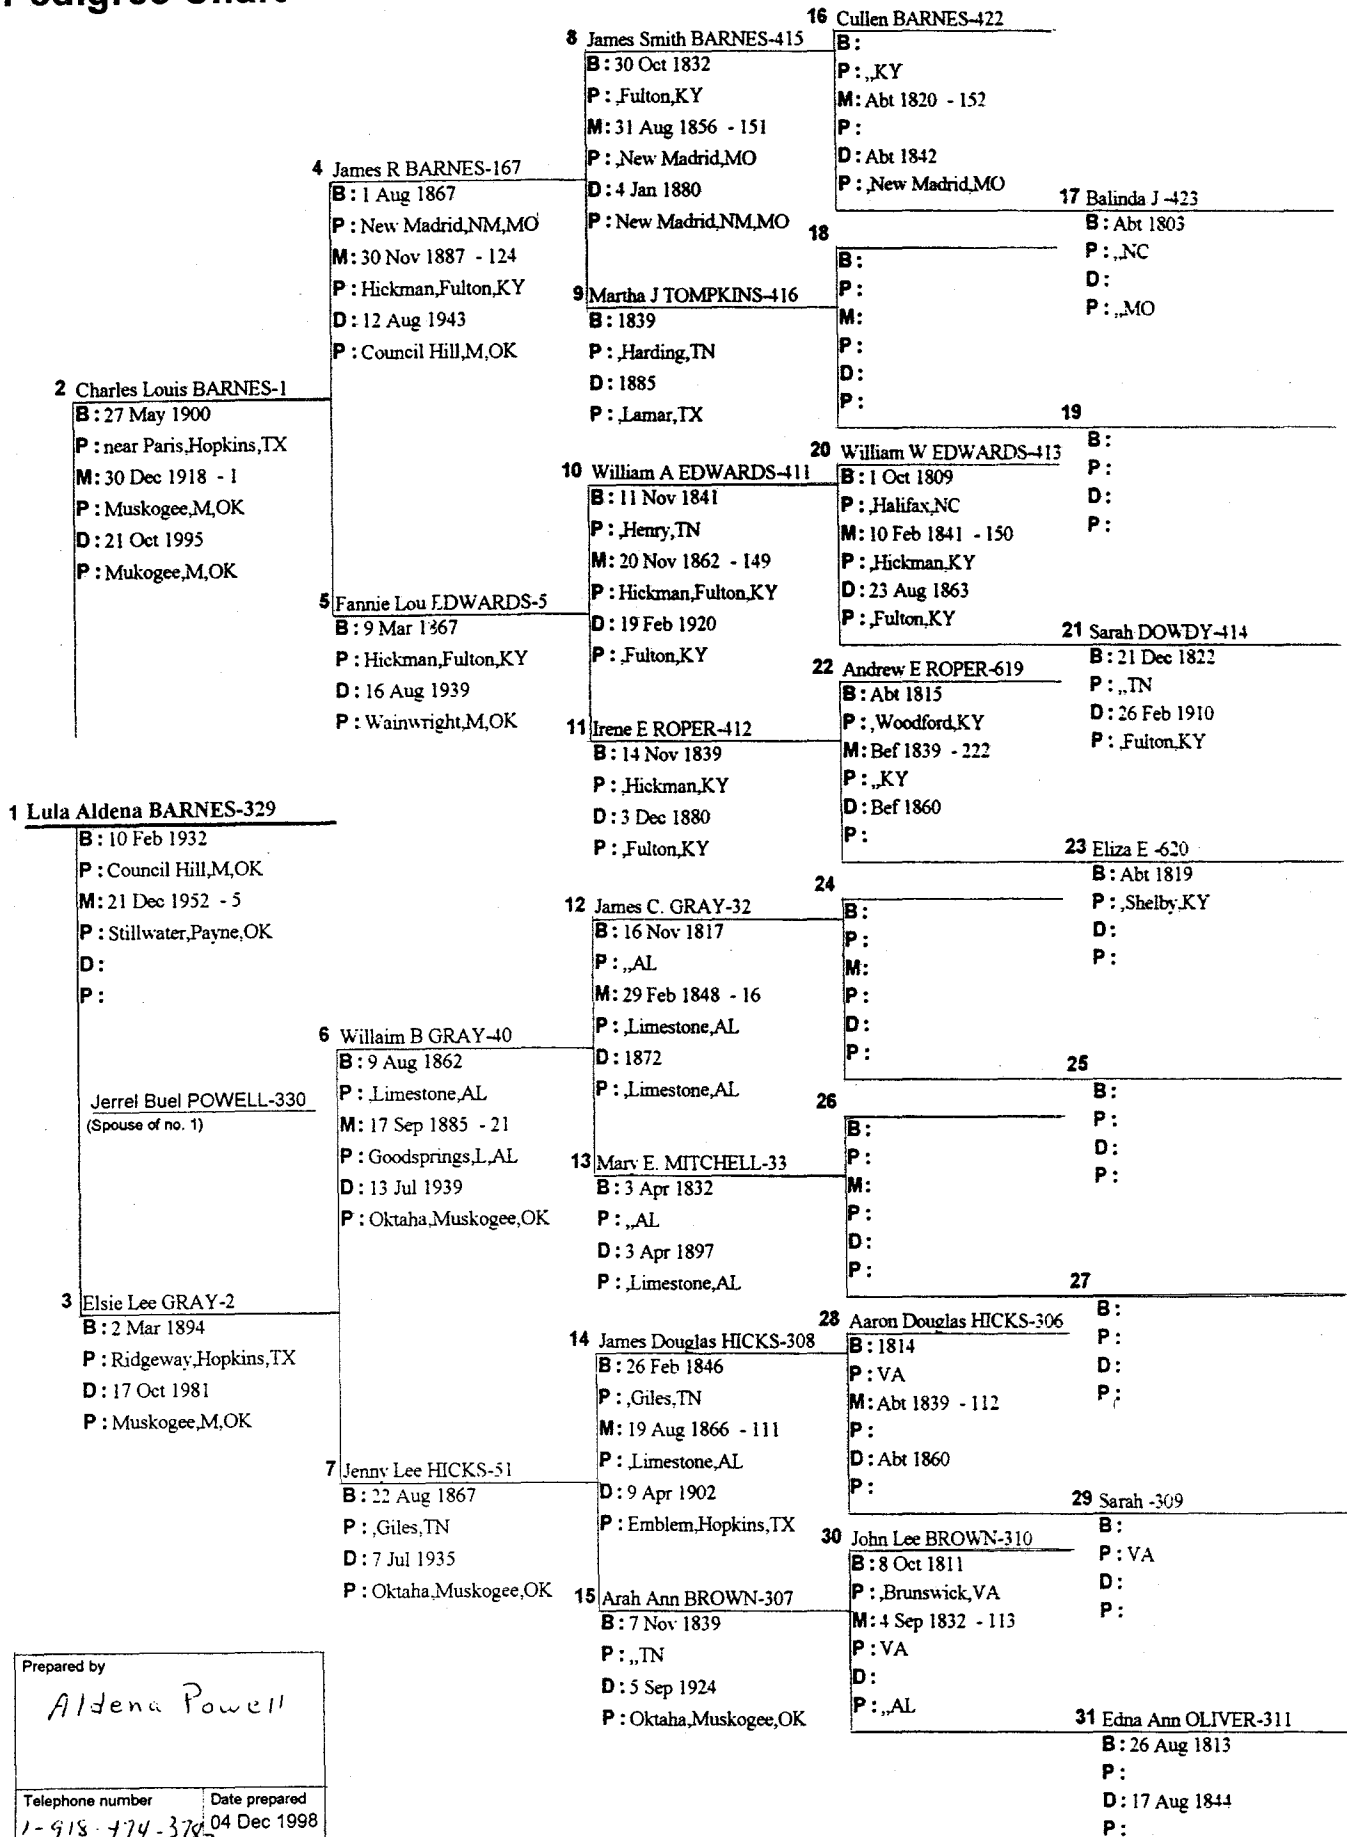 Pedigree Chart
16 Cullen BARNES-422
B:
P: ,,KY
M: Abt 1820 - 152
P:
D: Abt 1842
P: ,New Madrid,MO
8 James Smith BARNES-415
B: 30 Oct 1832
P: ,Fulton,KY
M: 31 Aug 1856 - 151
P: ,New Madrid,MO
D: 4 Jan 1880
P: New Madrid,NM,MO
17 Balinda J -423
B: Abt 1803
P: ,,NC
D:
P: ,,MO
4 James R BARNES-167
B: 1 Aug 1867
P: New Madrid,NM,MO
M: 30 Nov 1887 - 124
P: Hickman,Fulton,KY
D: 12 Aug 1943
P: Council Hill,M,OK
18
B:
P:
M:
P:
D:
P:
9 Martha J TOMPKINS-416
B: 1839
P: ,Harding,TN
D: 1885
P: ,Lamar,TX
19
B:
P:
D:
P:
2 Charles Louis BARNES-1
B: 27 May 1900
P: near Paris,Hopkins,TX
M: 30 Dec 1918 - 1
P: Muskogee,M,OK
D: 21 Oct 1995
P: Mukogee,M,OK
20 William W EDWARDS-413
B: 1 Oct 1809
P: ,Halifax,NC
M: 10 Feb 1841 - 150
P: ,Hickman,KY
D: 23 Aug 1863
P: ,Fulton,KY
10 William A EDWARDS-411
B: 11 Nov 1841
P: ,Henry,TN
M: 20 Nov 1862 - 149
P: Hickman,Fulton,KY
D: 19 Feb 1920
P: ,Fulton,KY
21 Sarah DOWDY-414
B: 21 Dec 1822
P: ,,TN
D: 26 Feb 1910
P: ,Fulton,KY
5 Fannie Lou EDWARDS-5
B: 9 Mar 1867
P: Hickman,Fulton,KY
D: 16 Aug 1939
P: Wainwright,M,OK
22 Andrew E ROPER-619
B: Abt 1815
P: ,Woodford,KY
M: Bef 1839 - 222
P: ,,KY
D: Bef 1860
P:
11 Irene E ROPER-412
B: 14 Nov 1839
P: ,Hickman,KY
D: 3 Dec 1880
P: ,Fulton,KY
23 Eliza E -620
B: Abt 1819
P: ,Shelby,KY
D:
P:
1 Lula Aldena BARNES-329
B: 10 Feb 1932
P: Council Hill,M,OK
M: 21 Dec 1952 - 5
P: Stillwater,Payne,OK
D:
P:
Jerrel Buel POWELL-330
(Spouse of no. 1)
24
B:
P:
M:
P:
D:
P:
12 James C. GRAY-32
B: 16 Nov 1817
P: ,,AL
M: 29 Feb 1848 - 16
P: ,Limestone,AL
D: 1872
P: ,Limestone,AL
25
B:
P:
D:
P:
6 Willaim B GRAY-40
B: 9 Aug 1862
P: ,Limestone,AL
M: 17 Sep 1885 - 21
P: Goodsprings,L,AL
D: 13 Jul 1939
P: Oktaha,Muskogee,OK
26
B:
P:
M:
P:
D:
P:
13 Mary E. MITCHELL-33
B: 3 Apr 1832
P: ,,AL
D: 3 Apr 1897
P: ,Limestone,AL
27
B:
P:
D:
P:
3 Elsie Lee GRAY-2
B: 2 Mar 1894
P: Ridgeway,Hopkins,TX
D: 17 Oct 1981
P: Muskogee,M,OK
28 Aaron Douglas HICKS-306
B: 1814
P: VA
M: Abt 1839 - 112
P:
D: Abt 1860
P:
14 James Douglas HICKS-308
B: 26 Feb 1846
P: ,Giles,TN
M: 19 Aug 1866 - 111
P: ,Limestone,AL
D: 9 Apr 1902
P: Emblem,Hopkins,TX
29 Sarah -309
B:
P: VA
D:
P:
7 Jenny Lee HICKS-51
B: 22 Aug 1867
P: ,Giles,TN
D: 7 Jul 1935
P: Oktaha,Muskogee,OK
30 John Lee BROWN-310
B: 8 Oct 1811
P: ,Brunswick,VA
M: 4 Sep 1832 - 113
P: VA
D:
P: ,,AL
15 Arah Ann BROWN-307
B: 7 Nov 1839
P: ,,TN
D: 5 Sep 1924
P: Oktaha,Muskogee,OK
31 Edna Ann OLIVER-311
B: 26 Aug 1813
P:
D: 17 Aug 1844
P:
Prepared by
Aldena Powell
Telephone number
Date prepared
04 Dec 1998